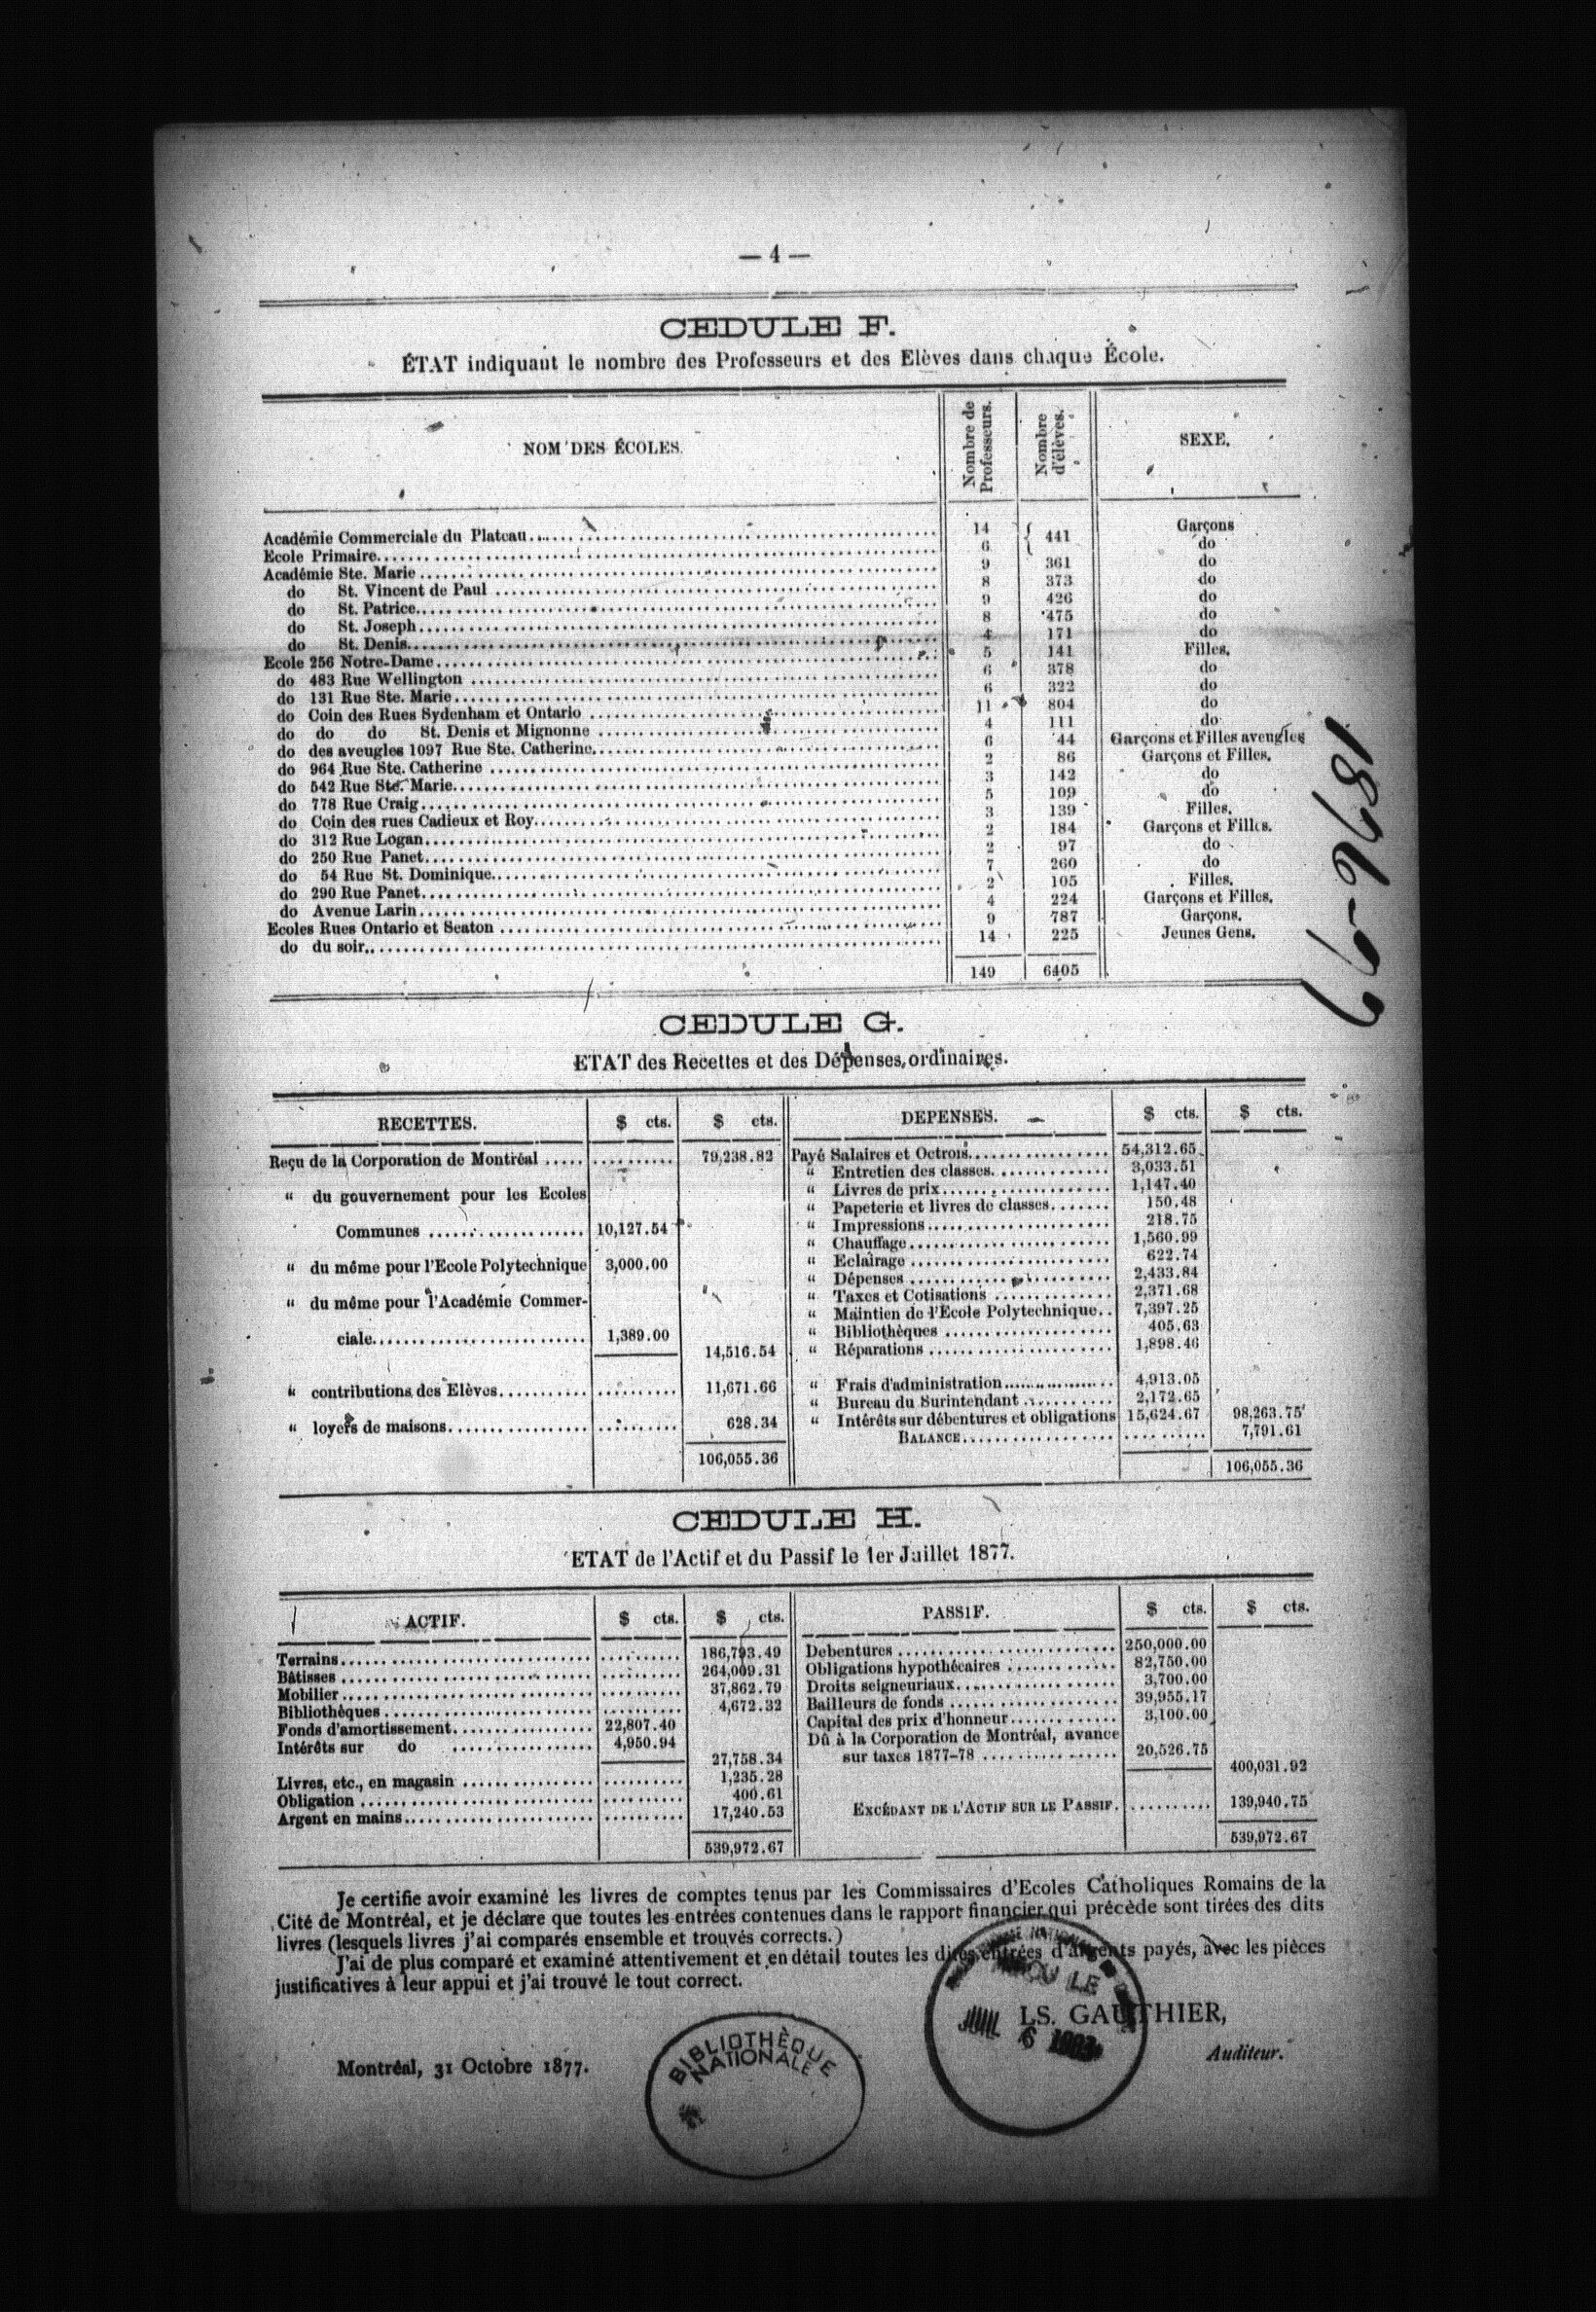 — 4 —
CEDULE F.
ÉTAT indiquant le nombre des Professeurs et des Elèves dans chaque École.
NOM DES ÉCOLES. Nombre de Professeurs. Nombre d'élèves. SEXE.
Académie Commerciale du Plateau 14 { 441 Garçons
Ecole Primaire 6 do
Académie Ste. Marie 9 361 do
do St. Vincent de Paul 8 373 do
do St. Patrice 9 426 do
do St. Joseph 8 475 do
do St. Denis 4 171 do
Ecole 256 Notre-Dame 5 141 Filles.
do 483 Rue Wellington 6 378 do
do 131 Rue Ste. Marie 6 322 do
do Coin des Rues Sydenham et Ontario 11 804 do
do do do St. Denis et Mignonne 4 111 do
do des aveugles 1097 Rue Ste. Catherine 6 44 Garçons et Filles aveugles
do 964 Rue Ste. Catherine 2 86 Garçons et Filles.
do 542 Rue Ste. Marie 3 142 do
do 778 Rue Craig 5 109 do
do Coin des rues Cadieux et Roy 3 139 Filles.
do 312 Rue Logan 2 184 Garçons et Filles.
do 250 Rue Panet 2 97 do
do 54 Rue St. Dominique 7 260 do
do 290 Rue Panet 2 105 Filles.
do Avenue Larin 4 224 Garçons et Filles.
Ecoles Rues Ontario et Seaton 9 787 Garçons.
do du soir 14 225 Jeunes Gens.
149 6405
1876-77
CEDULE G.
ETAT des Recettes et des Dépenses, ordinaires.
RECETTES. $ cts. $ cts.
Reçu de la Corporation de Montréal 79,238.82
“ du gouvernement pour les Ecoles
Communes 10,127.54
“ du même pour l'Ecole Polytechnique 3,000.00
“ du même pour l'Académie Commer-
ciale 1,389.00
14,516.54
“ contributions des Elèves 11,671.66
“ loyers de maisons 628.34
106,055.36
DEPENSES. $ cts. $ cts.
Payé Salaires et Octrois 54,312.65
“ Entretien des classes 3,033.51
“ Livres de prix 1,147.40
“ Papeterie et livres de classes 150.48
“ Impressions 218.75
“ Chauffage 1,560.99
“ Eclairage 622.74
“ Dépenses 2,433.84
“ Taxes et Cotisations 2,371.68
“ Maintien de l'Ecole Polytechnique 7,397.25
“ Bibliothèques 405.63
“ Réparations 1,898.46
“ Frais d'administration 4,913.05
“ Bureau du Surintendant 2,172.65
“ Intérêts sur débentures et obligations 15,624.67 98,263.75
BALANCE 7,791.61
106,055.36
CEDULE H.
ETAT de l'Actif et du Passif le 1er Juillet 1877.
ACTIF. $ cts. $ cts.
Terrains 186,793.49
Bâtisses 264,009.31
Mobilier 37,862.79
Bibliothèques 4,672.32
Fonds d'amortissement 22,807.40
Intérêts sur do 4,950.94
27,758.34
Livres, etc., en magasin 1,235.28
Obligation 400.61
Argent en mains 17,240.53
539,972.67
PASSIF. $ cts. $ cts.
Debentures 250,000.00
Obligations hypothécaires 82,750.00
Droits seigneuriaux 3,700.00
Bailleurs de fonds 39,955.17
Capital des prix d'honneur 3,100.00
Dû à la Corporation de Montréal, avance
sur taxes 1877-78 20,526.75
400,031.92
EXCÉDANT DE L'ACTIF SUR LE PASSIF. 139,940.75
539,972.67
Je certifie avoir examiné les livres de comptes tenus par les Commissaires d'Ecoles Catholiques Romains de la
Cité de Montréal, et je déclare que toutes les entrées contenues dans le rapport financier qui précède sont tirées des dits
livres (lesquels livres j'ai comparés ensemble et trouvés corrects.)
J'ai de plus comparé et examiné attentivement et en détail toutes les dites entrées d'argents payés, avec les pièces
justificatives à leur appui et j'ai trouvé le tout correct.
LS. GAUTHIER,
Auditeur.
Montréal, 31 Octobre 1877.
BIBLIOTHÈQUE
NATIONALE